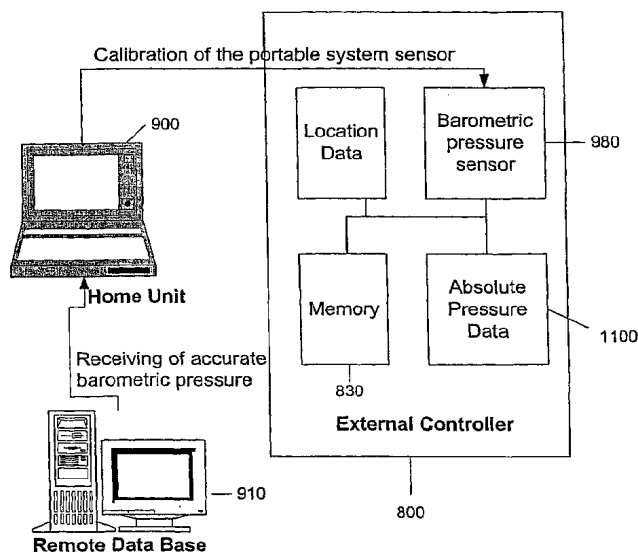 Calibration of the portable system sensor
900
Location
Data
Barometric
pressure
sensor
980
Home Unit
Memory
Absolute
Pressure
Data
1100
Receiving of accurate
barometric pressure
830
External Controller
910
800
Remote Data Base